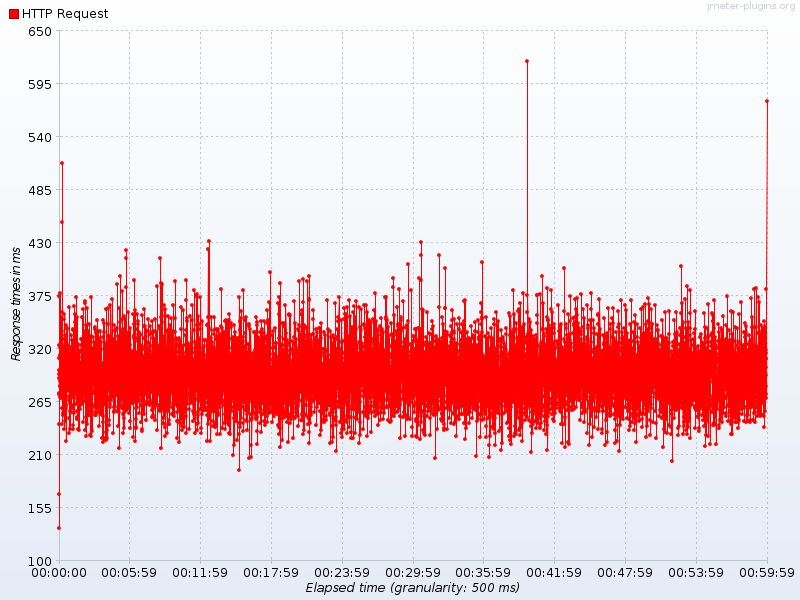 jmeter-plugins.org
HTTP Request
650
595
540
485
430
375
320
265
210
155
100
Response times in ms
00:00:00 00:05:59 00:11:59 00:17:59 00:23:59 00:29:59 00:35:59 00:41:59 00:47:59 00:53:59 00:59:59
Elapsed time (granularity: 500 ms)